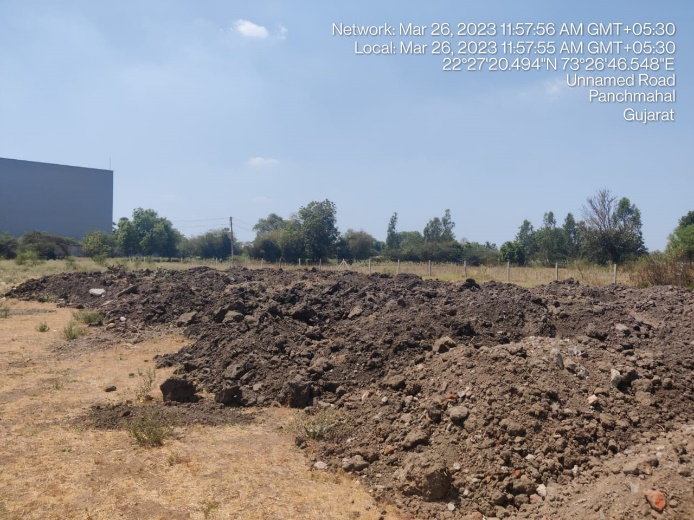 Network: Mar 26, 2023 11:57:56 AM GMT+05:30
Local: Mar 26, 2023 11:57:55 AM GMT+05:30
22°27'20.494"N 73°26'46.548"E
Unnamed Road
Panchmahal
Gujarat